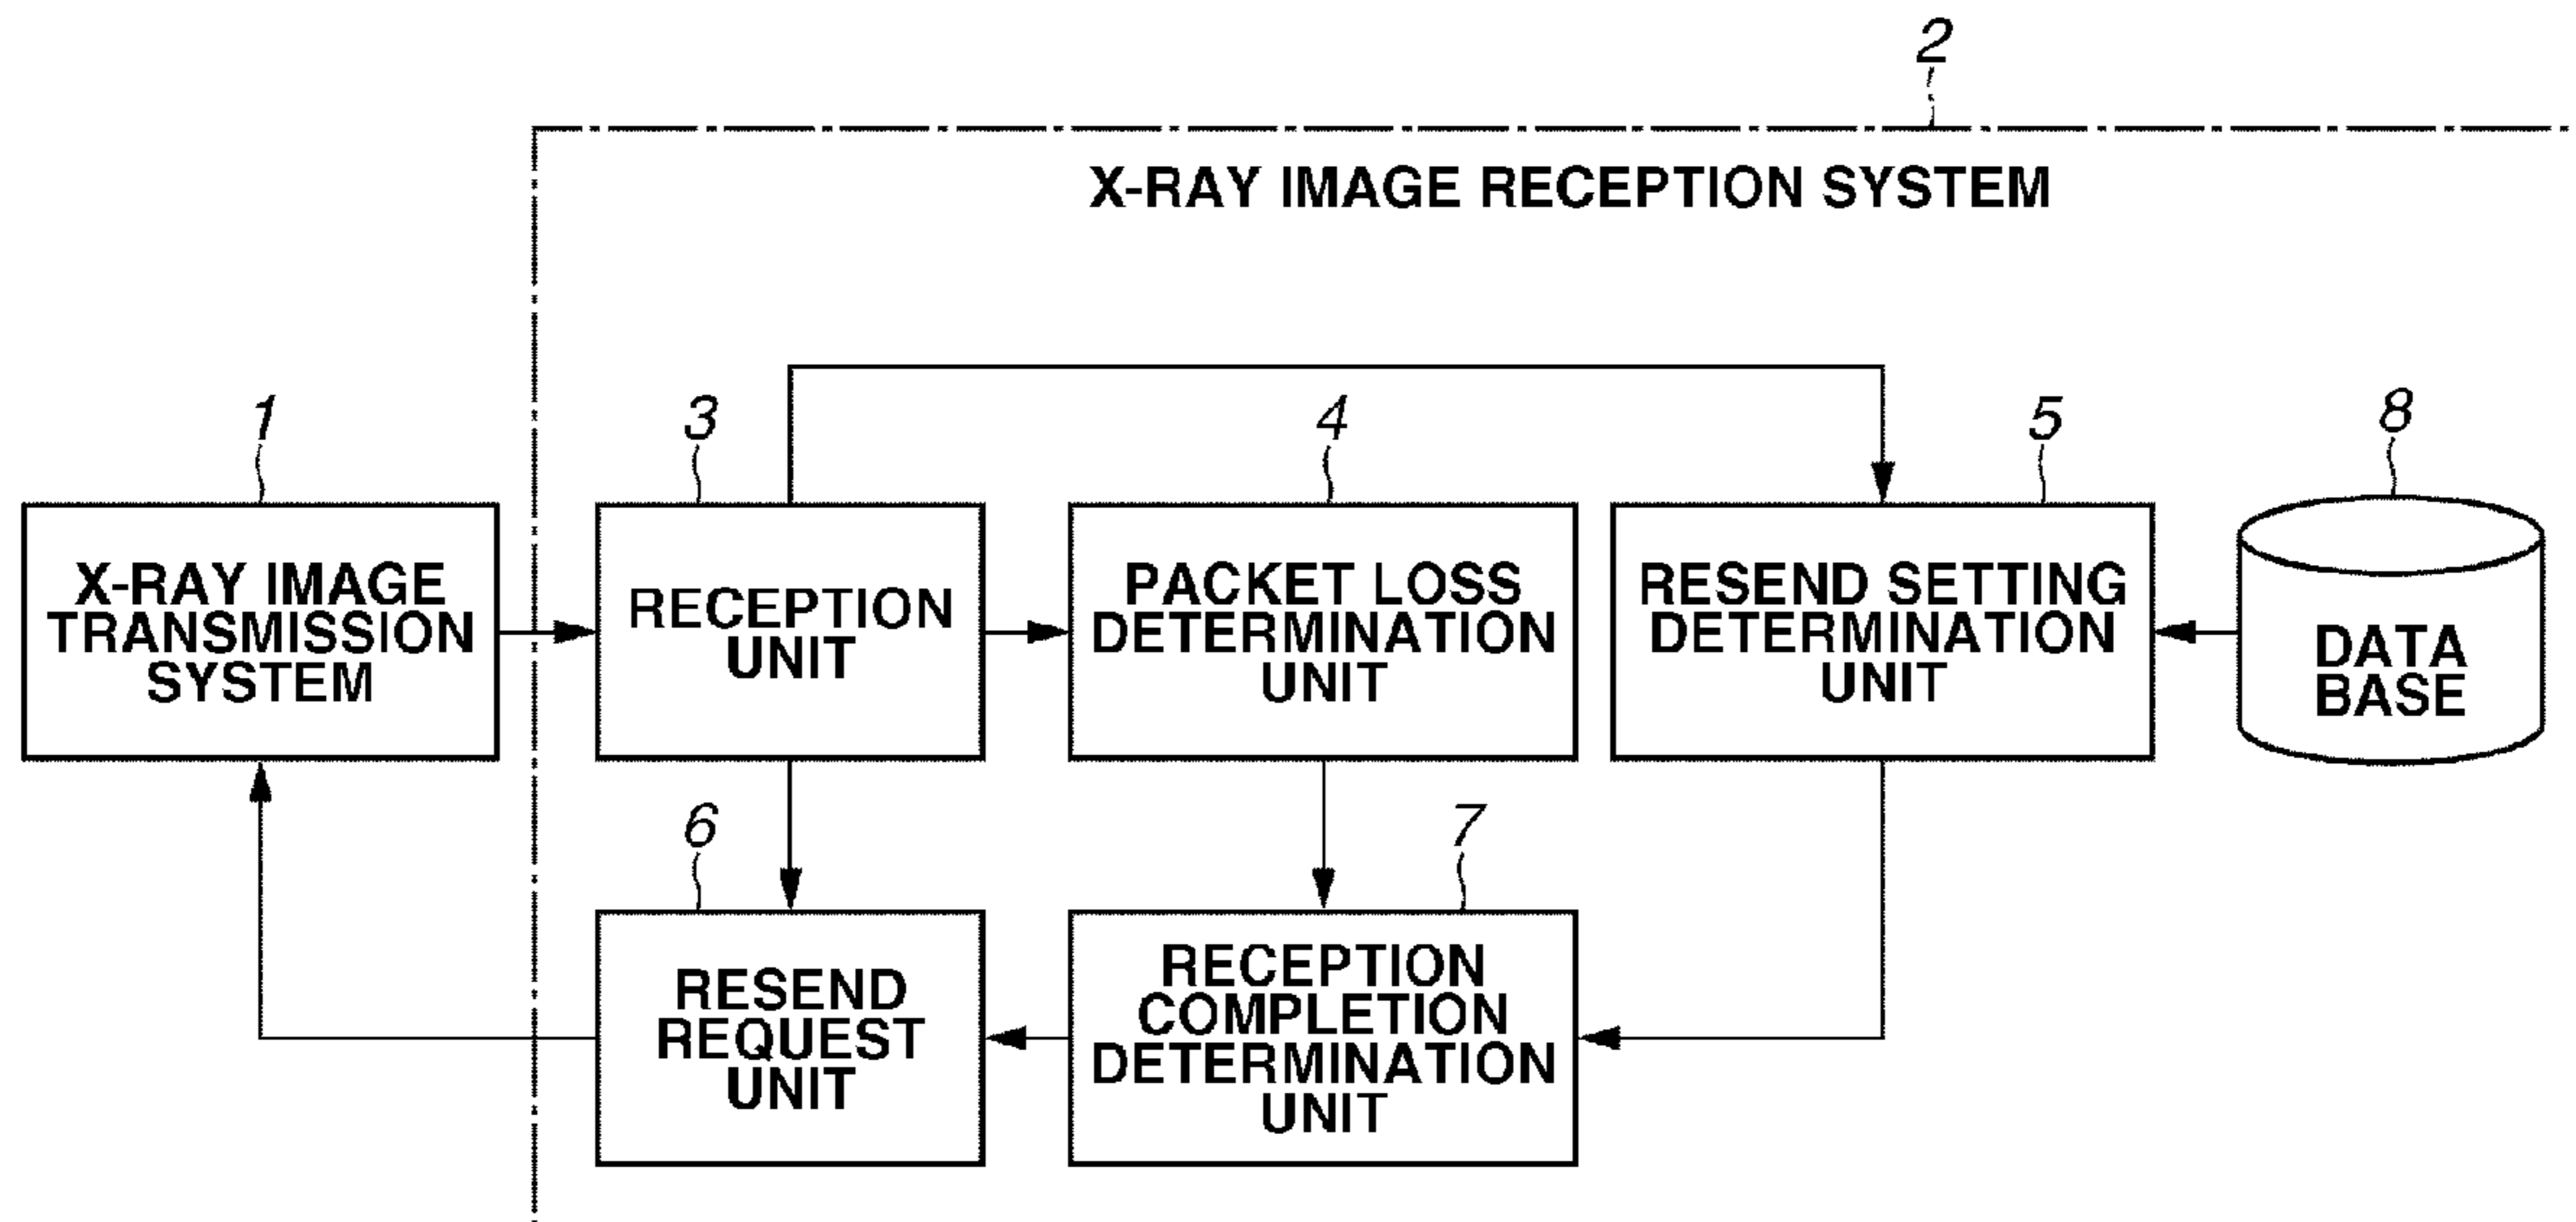 2
X-RAY IMAGE RECEPTION SYSTEM
1
3
4
5
8
X-RAY IMAGE
TRANSMISSION
SYSTEM
RECEPTION
UNIT
PACKET LOSS
DETERMINATION
UNIT
RESEND SETTING
DETERMINATION
UNIT
DATA
BASE
6
7
RESEND
REQUEST
UNIT
RECEPTION
COMPLETION
DETERMINATION
UNIT